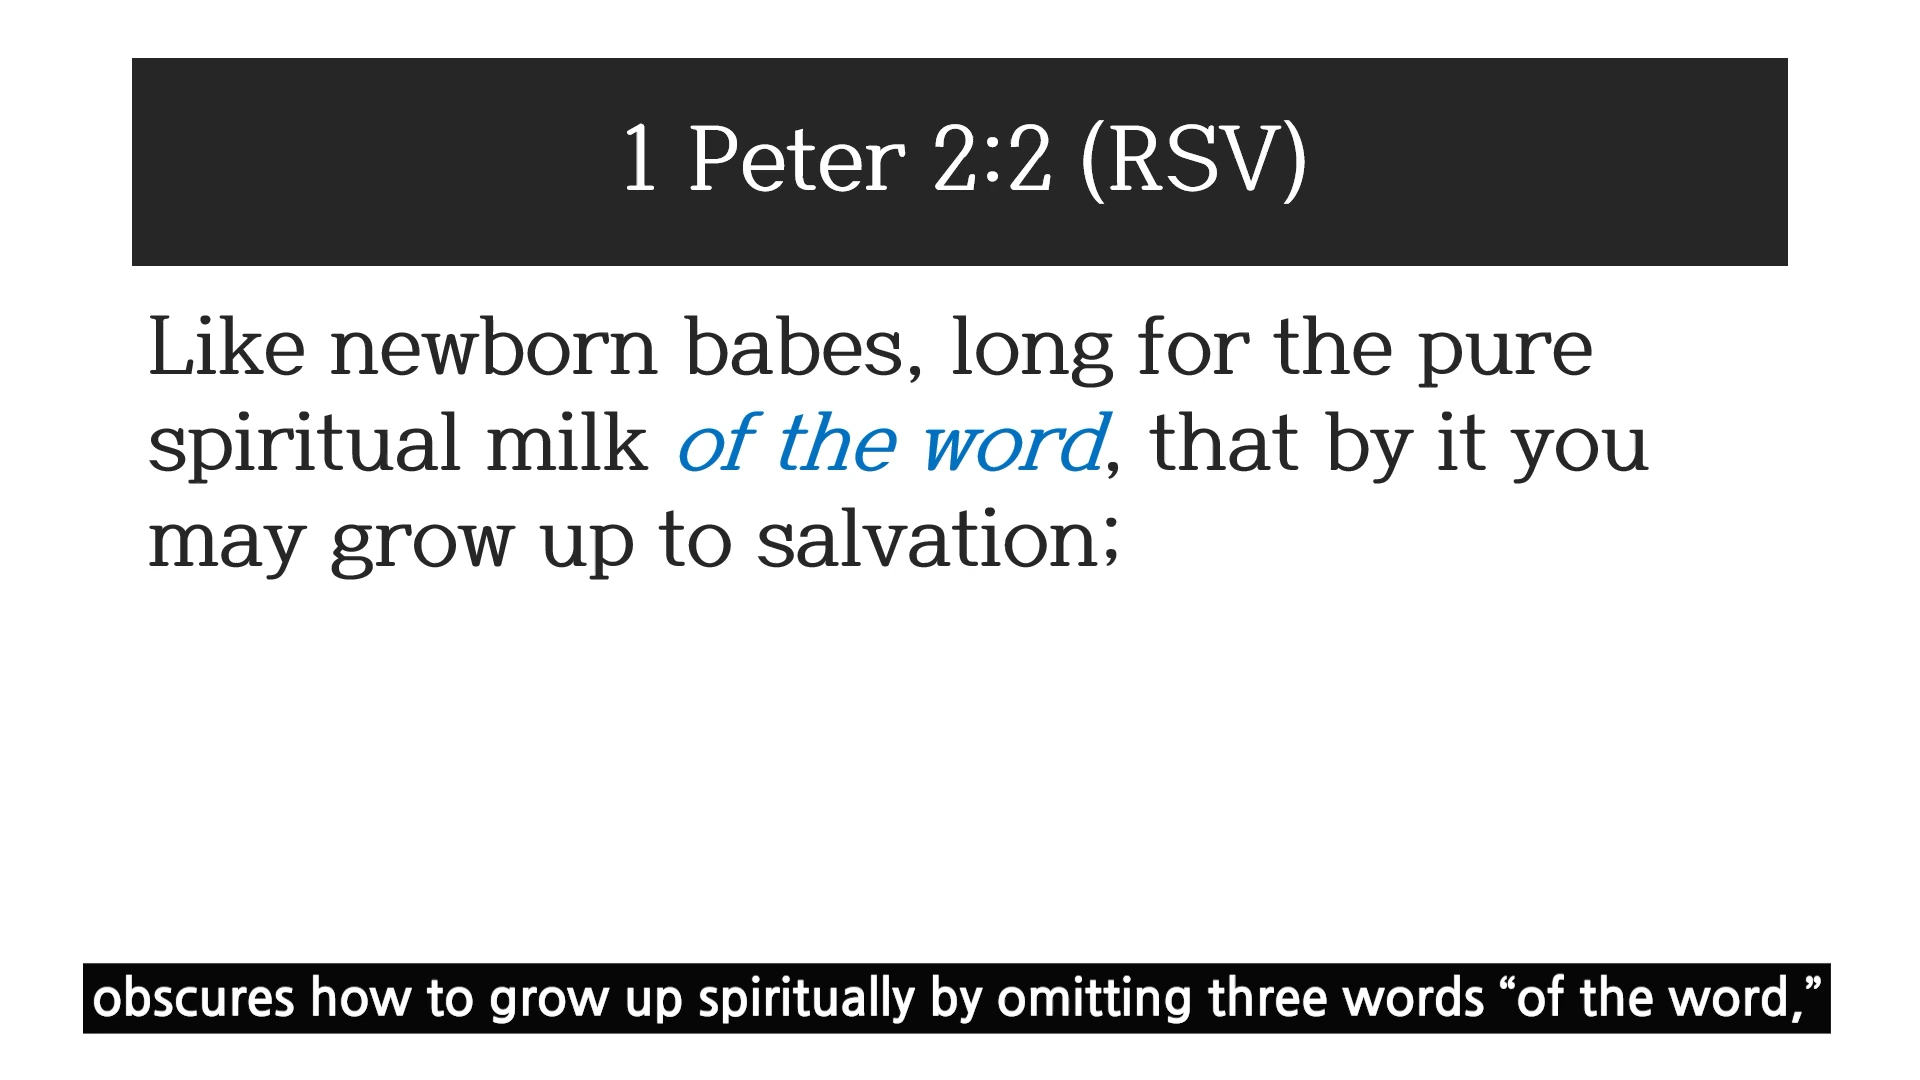 1 Peter 2:2 (RSV)
Like newborn babes, long for the pure
spiritual milk of the word, that by it you
may grow up to salvation;
obscures how to grow up spiritually by omitting three words “of the word,”